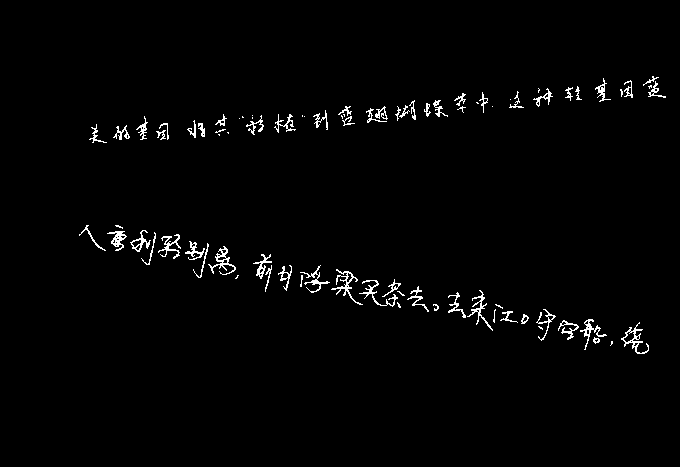 关的基因,将其“移植”到蓝翅蝴蝶草中.这种转基因蓝
人重利轻别离,前月浮梁买茶去。去来江口守空船,绕